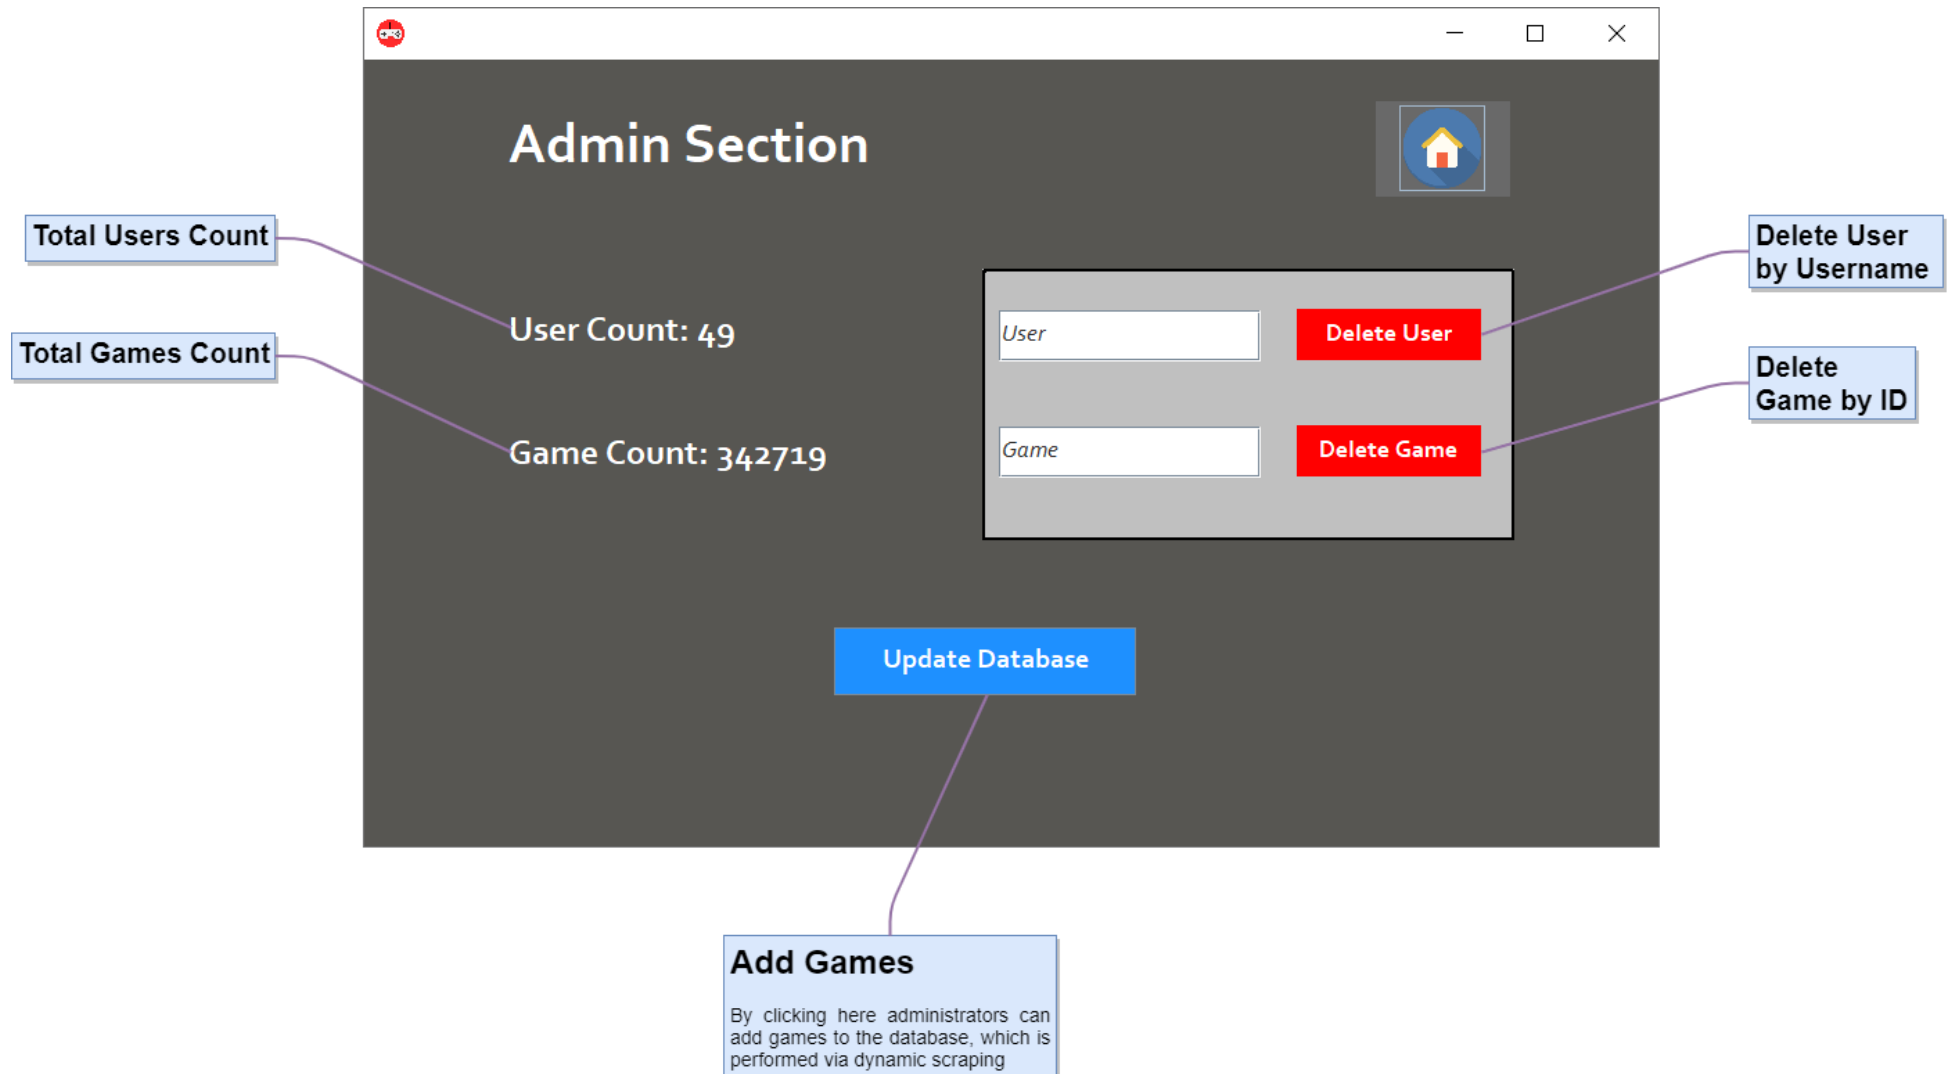 Admin Section
Total Users Count
Total Games Count
User Count: 49
Game Count: 342719
User
Delete User
Game
Delete Game
Delete User
by Username
Delete
Game by ID
Update Database
Add Games
By clicking here administrators can
add games to the database, which is
performed via dynamic scraping